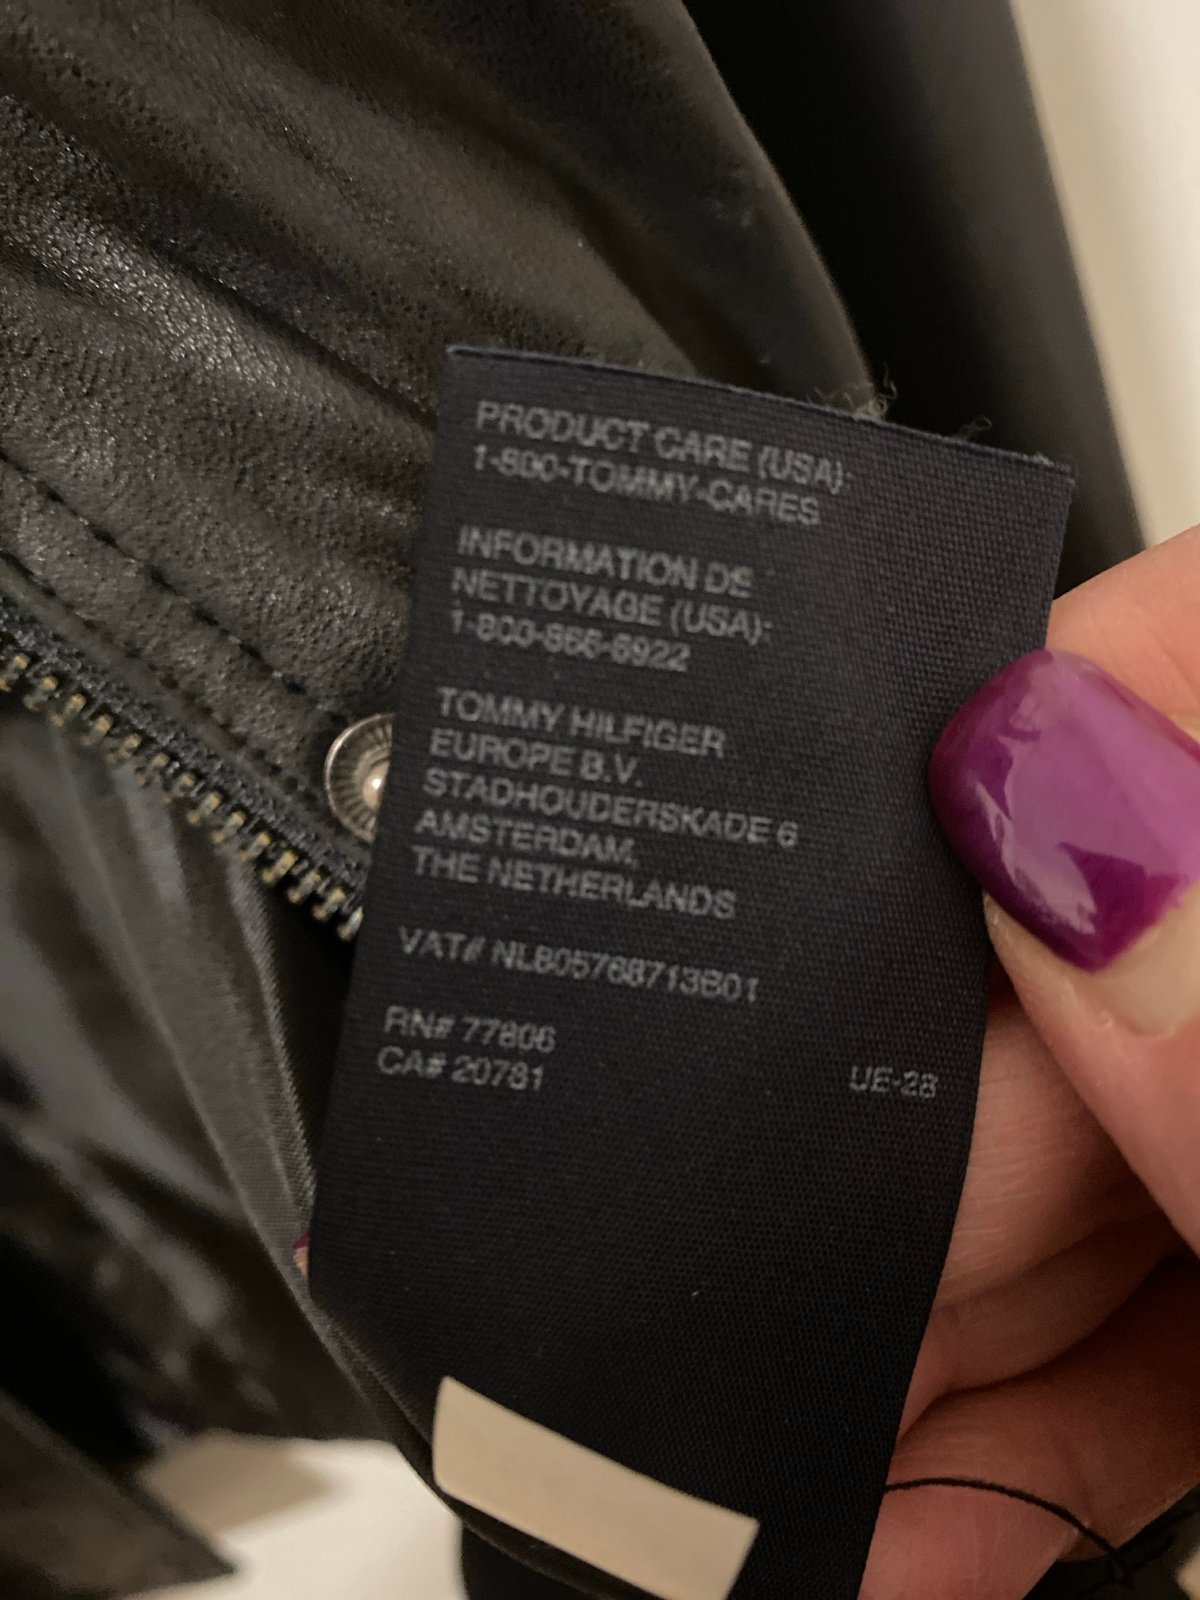 PRODUCT CARE (USA):
1-800-TOMMY-CARES
INFORMATION DE
NETTOYAGE (USA):
1-800-866-6922
TOMMY HILFIGER
EUROPE B.V.
STADHOUDERSKADE 6
AMSTERDAM,
THE NETHERLANDS
VAT# NL805768713B01
RN# 77806
CA# 20781
UE-28